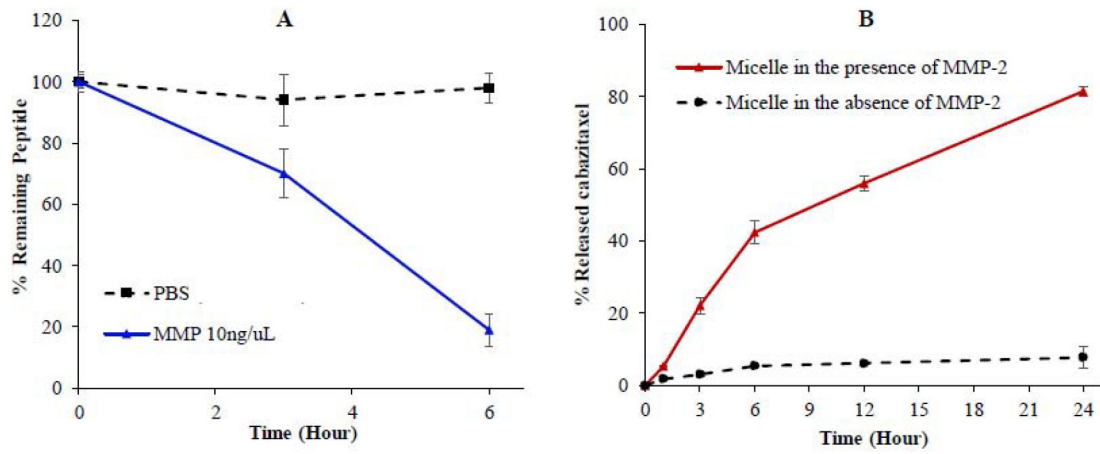 A
% Remaining Peptide
120
100
80
60
40
20
0
PBS
MMP 10ng/uL
0
2
4
6
Time (Hour)
B
% Released cabazitaxel
100
80
60
40
20
0
Micelle in the presence of MMP-2
Micelle in the absence of MMP-2
0
3
6
9
12
15
18
21
24
Time (Hour)